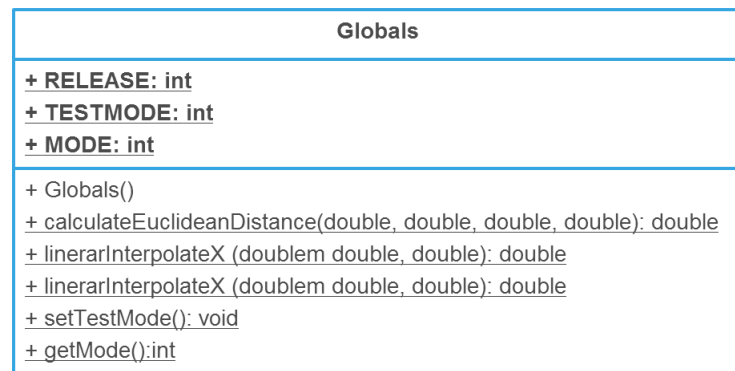 Globals
+ RELEASE: int
+ TESTMODE: int
+ MODE: int
+ Globals()
+ calculateEuclideanDistance(double, double, double, double): double
+ linerarInterpolateX (doublem double, double): double
+ linerarInterpolateX (doublem double, double): double
+ setTestMode(): void
+ getMode():int